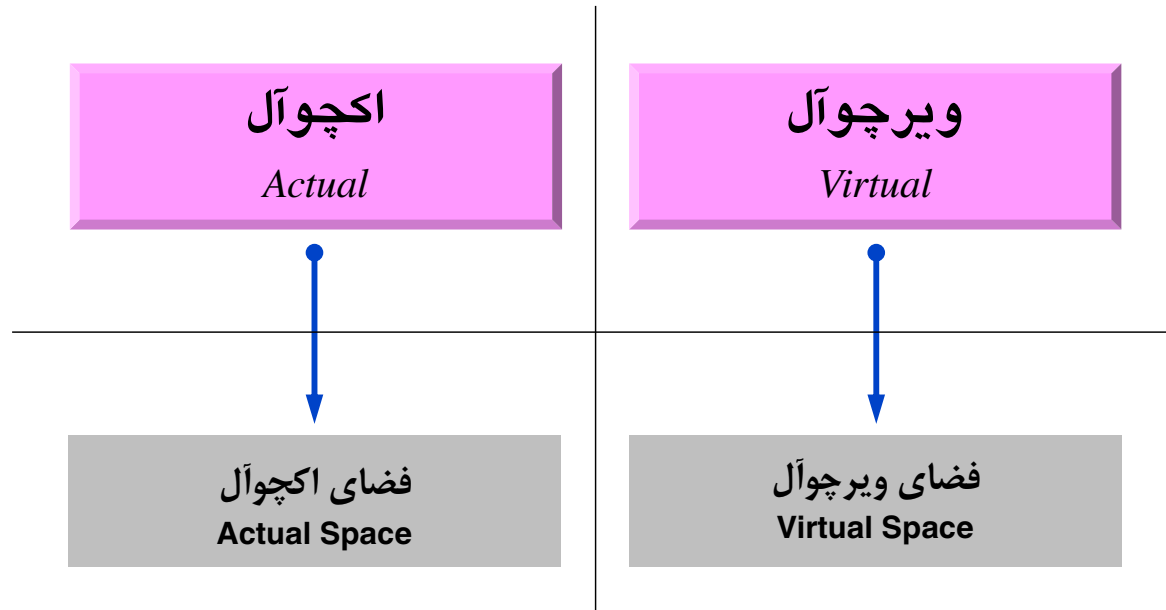 اکچوآل
Actual
ویرچوآل
Virtual
فضای اکچوآل
Actual Space
فضای ویرچوآل
Virtual Space